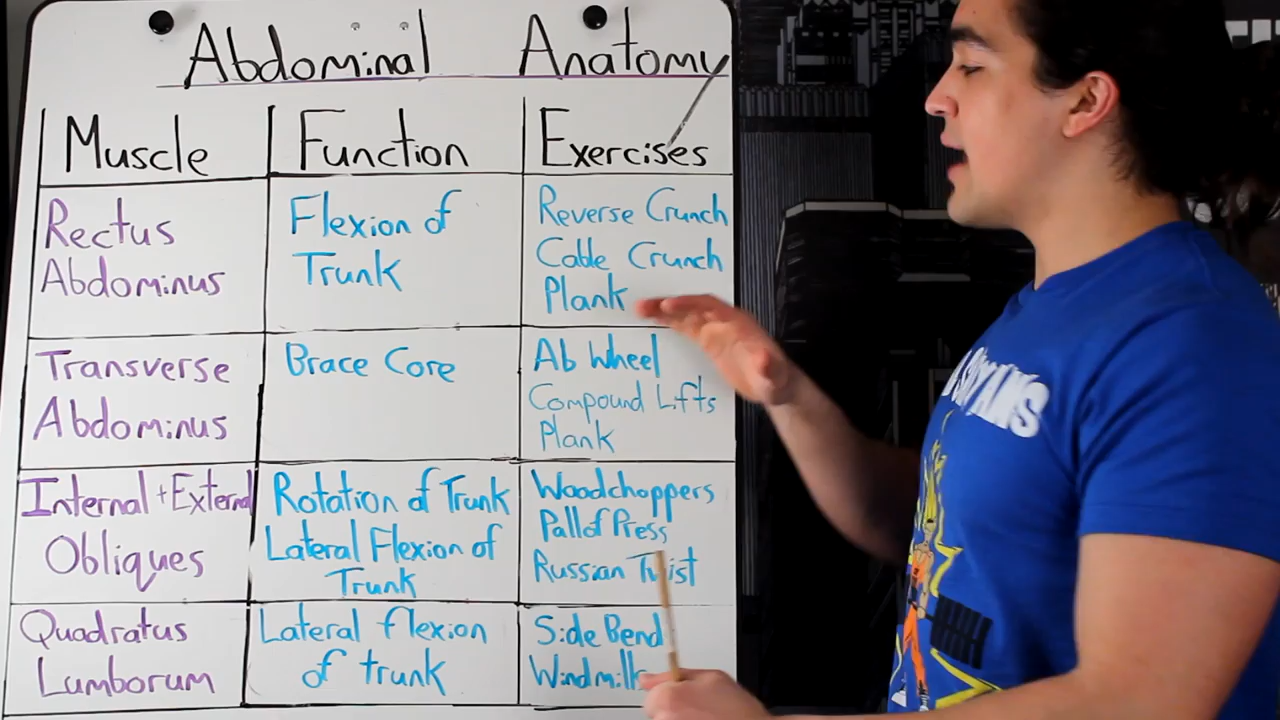 Abdominal Anatomy
Muscle Function Exercises
Rectus
Abdominus
Flexion of
Trunk
Reverse Crunch
Cable Crunch
Plank
Transverse
Abdominus
Brace Core
Ab Wheel
Compound Lifts
Plank
Internal + External
Obliques
Rotation of Trunk
Lateral Flexion of
Trunk
Woodchoppers
Pallof Press
Russian Twist
Quadratus
Lumborum
Lateral flexion
of trunk
Side Bend
Windmills